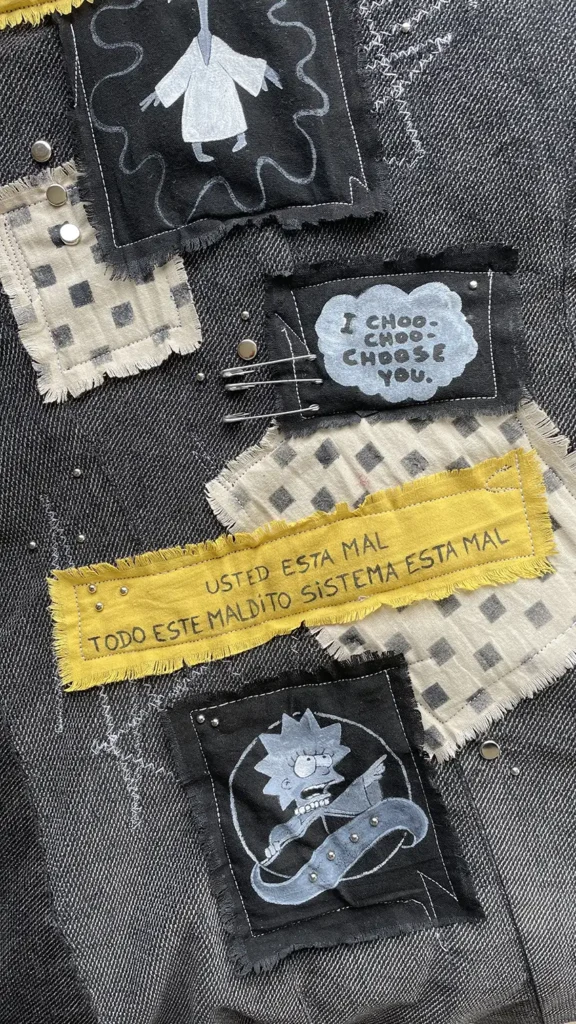 I CHOO-
CHOO-
CHOOSE
YOU.
USTED ESTA MAL
TODO ESTE MALDITO SISTEMA ESTA MAL